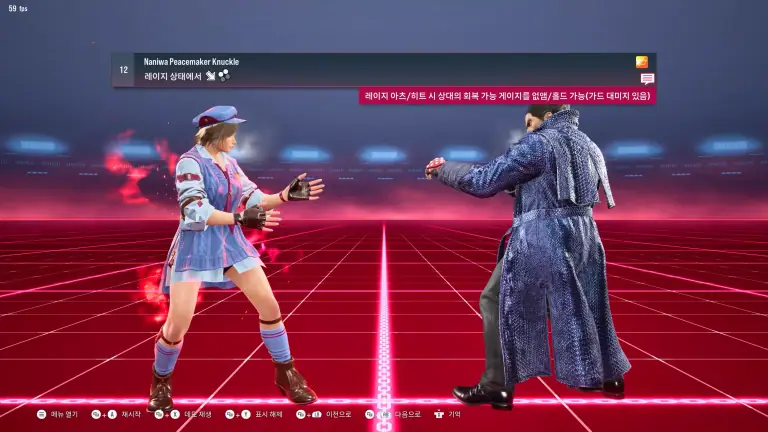 59 fps
Naniwa Peacemaker Knuckle
12
레이지 상태에서
레이지 아츠/히트 시 상대의 회복 가능 게이지를 없앰/홀드 가능(가드 대미지 있음)
메뉴 열기 + 재시작 + 데모 재생 + 표시 해제 + 이전으로 + 다음으로 기억